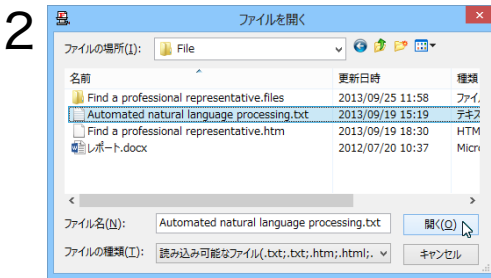 2
ファイルを開く
ファイルの場所(I): File
名前 更新日時 種類
Find a professional representative.files 2013/09/25 11:58 ファイ
Automated natural language processing.txt 2013/09/19 15:19 テキス
Find a professional representative.htm 2013/09/19 18:30 HTM
レポート.docx 2012/07/20 10:37 Micro
ファイル名(N): Automated natural language processing.txt 開く(O)
ファイルの種類(T): 読み込み可能なファイル(.txt;.txt;.htm;.html;. キャンセル